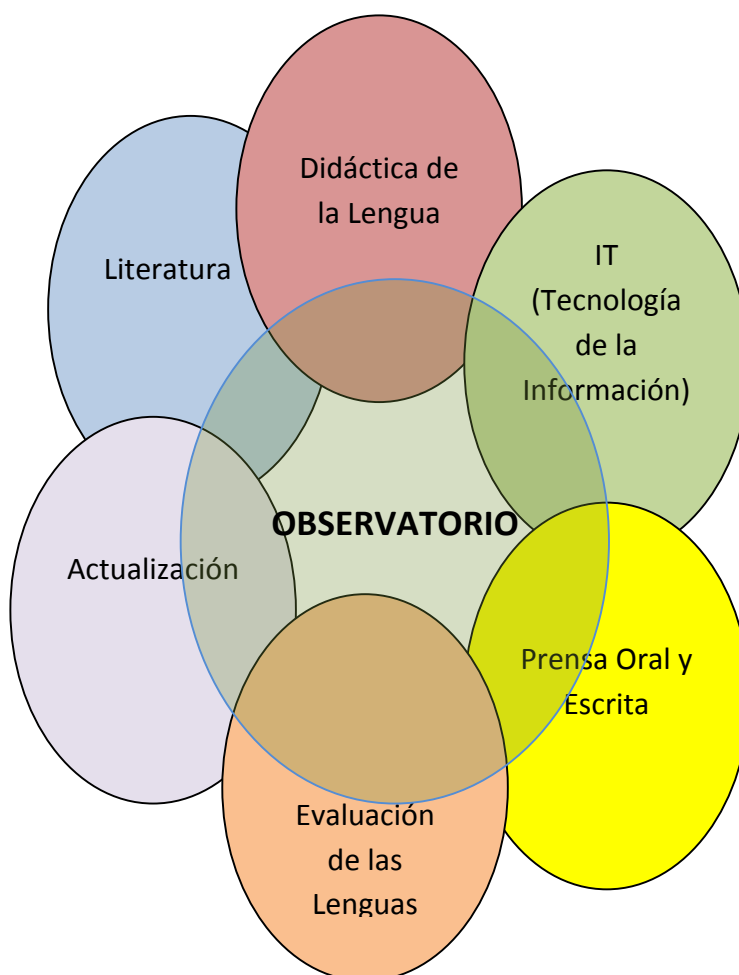 Didáctica de
la Lengua
Literatura
IT
(Tecnología
de la
Información)
OBSERVATORIO
Actualización
Prensa Oral y
Escrita
Evaluación
de las
Lenguas